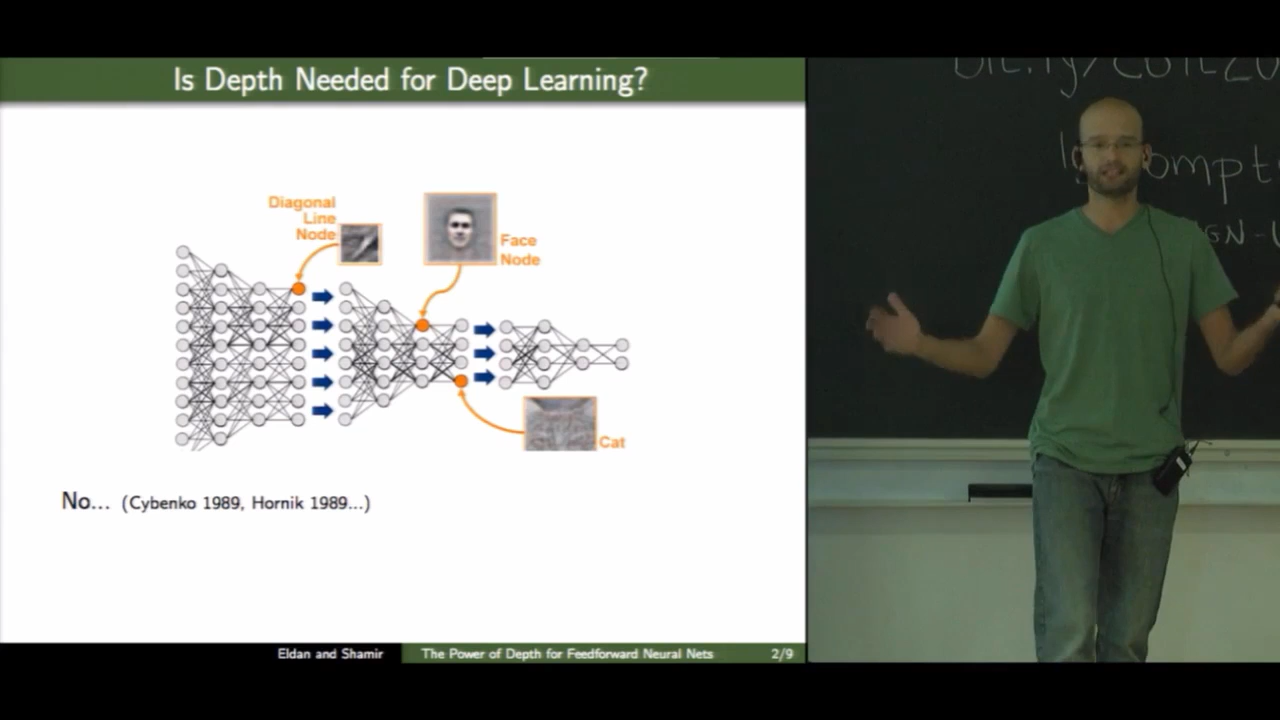 Is Depth Needed for Deep Learning?
Diagonal
Line
Node
Face
Node
Cat
No... (Cybenko 1989, Hornik 1989...)
Eldan and Shamir
The Power of Depth for Feedforward Neural Nets
2/9